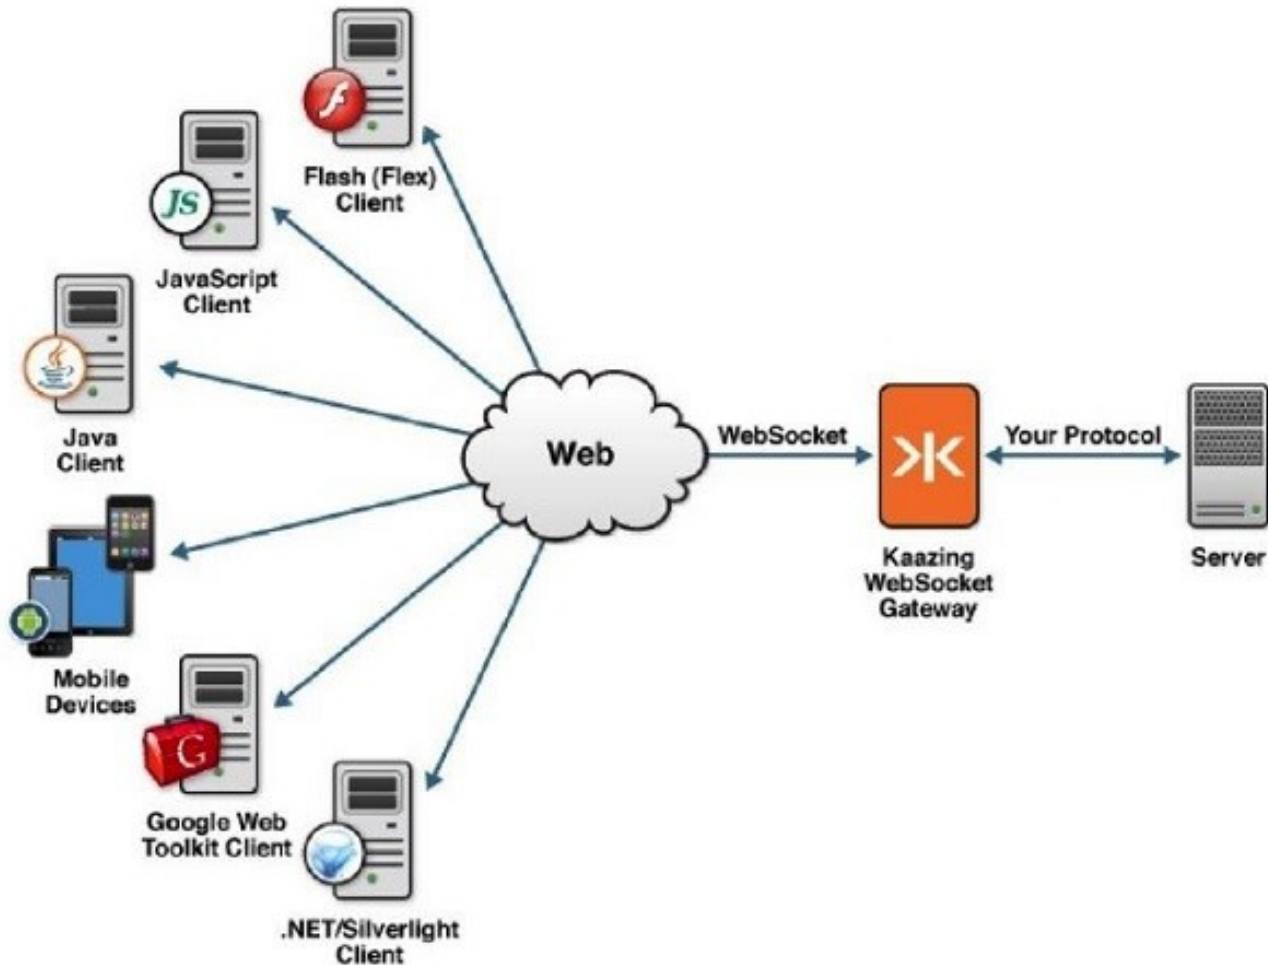 Flash (Flex)
Client
JS
JavaScript
Client
Java
Client
Web
WebSocket
Your Protocol
Kaazing
WebSocket
Gateway
Server
Mobile
Devices
G
Google Web
Toolkit Client
.NET/Silverlight
Client